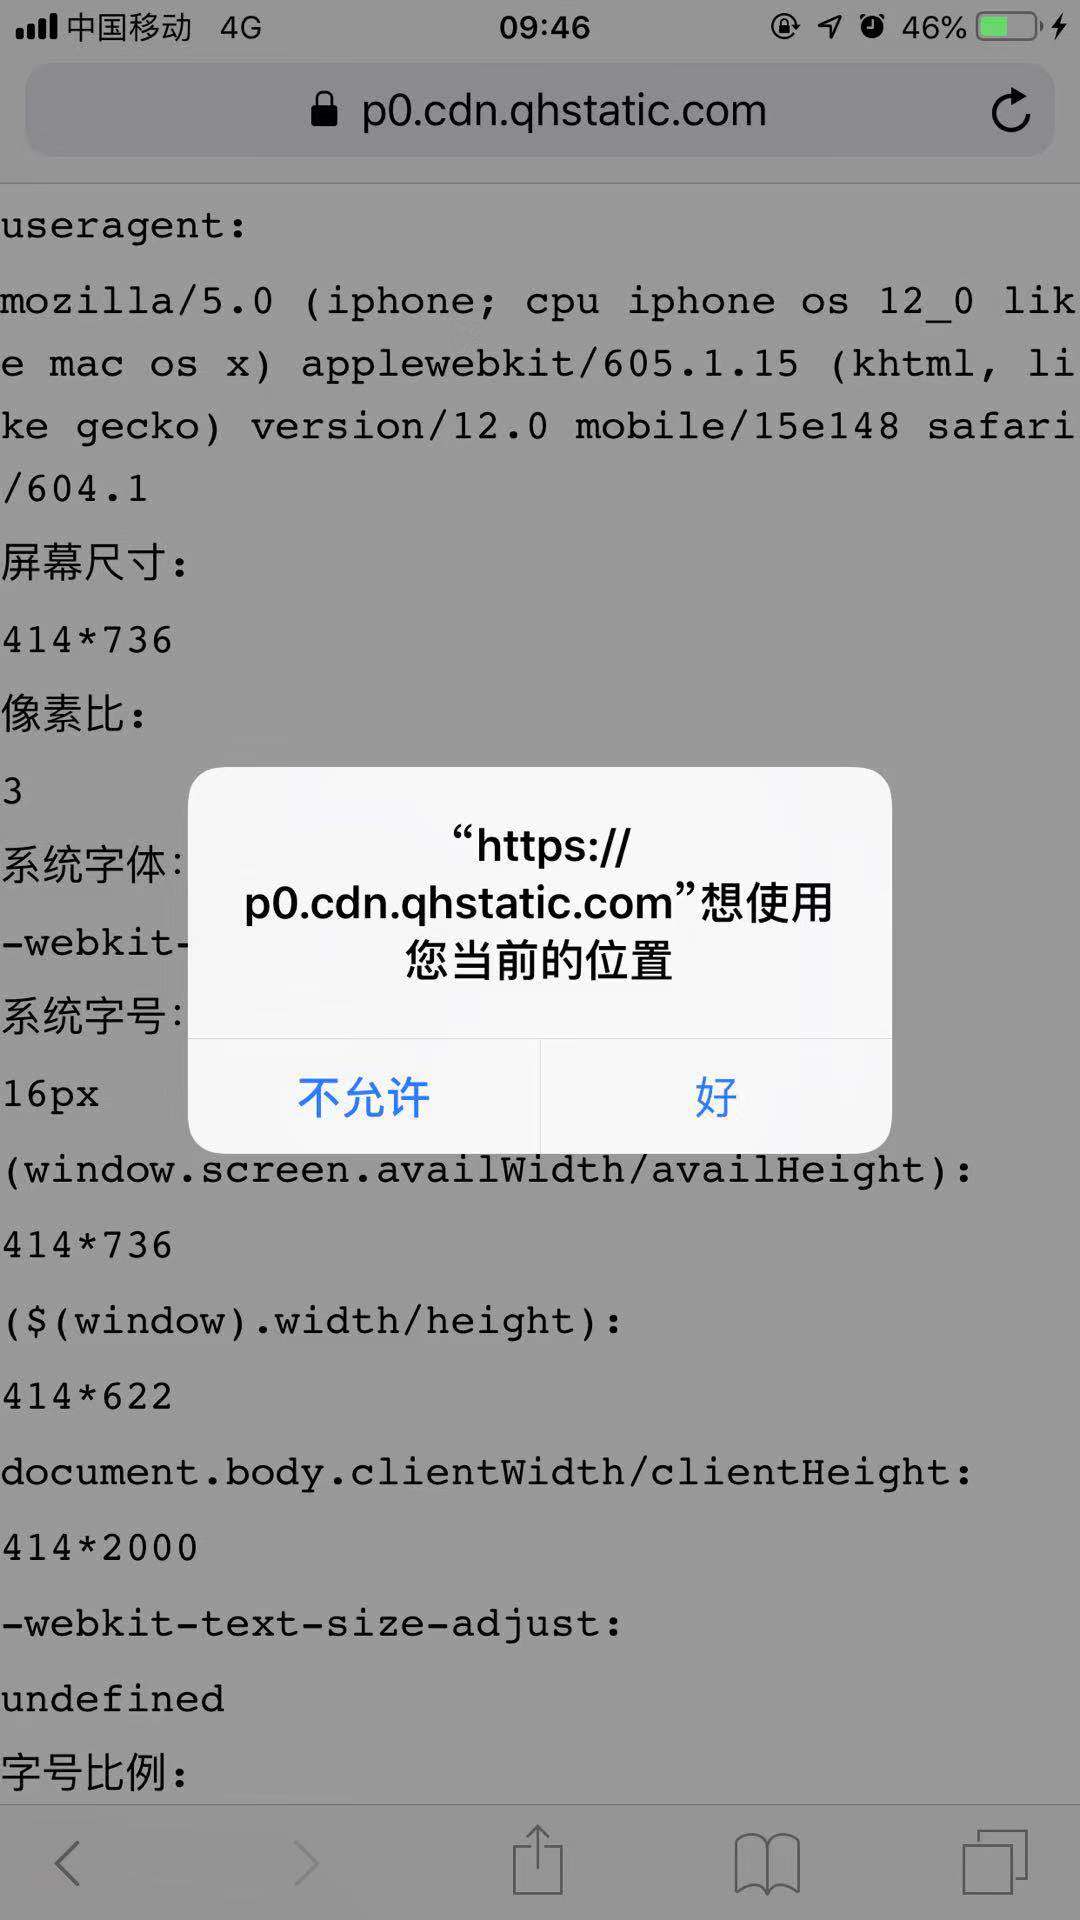 中国移动 4G 09:46 46%
p0.cdn.qhstatic.com
useragent:
mozilla/5.0 (iphone; cpu iphone os 12_0 lik
e mac os x) applewebkit/605.1.15 (khtml, li
ke gecko) version/12.0 mobile/15e148 safari
/604.1
屏幕尺寸:
414*736
像素比:
3
系统字体:
-webkit-
系统字号:
16px
“https://
p0.cdn.qhstatic.com”想使用
您当前的位置
不允许 好
(window.screen.availWidth/availHeight):
414*736
($(window).width/height):
414*622
document.body.clientWidth/clientHeight:
414*2000
-webkit-text-size-adjust:
undefined
字号比例: